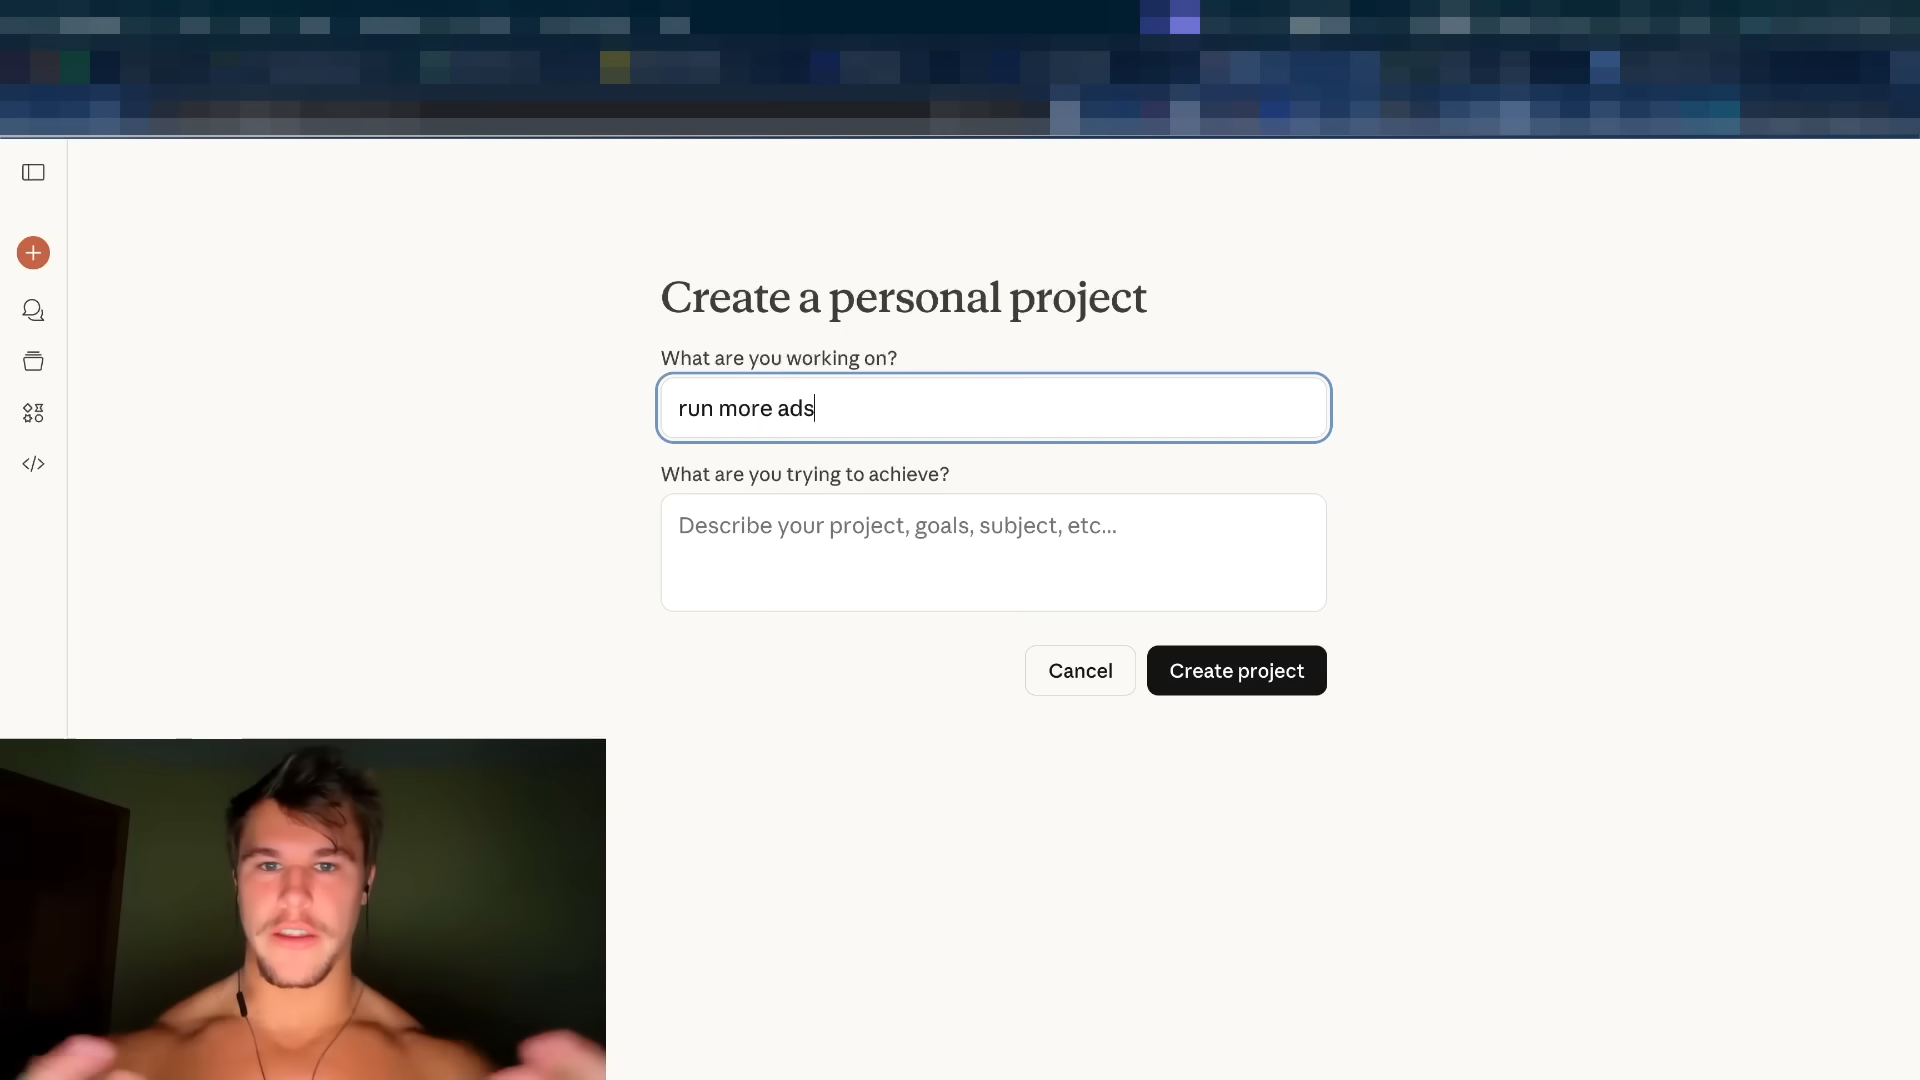 Create a personal project
What are you working on?
run more ads
What are you trying to achieve?
Describe your project, goals, subject, etc...
Cancel
Create project